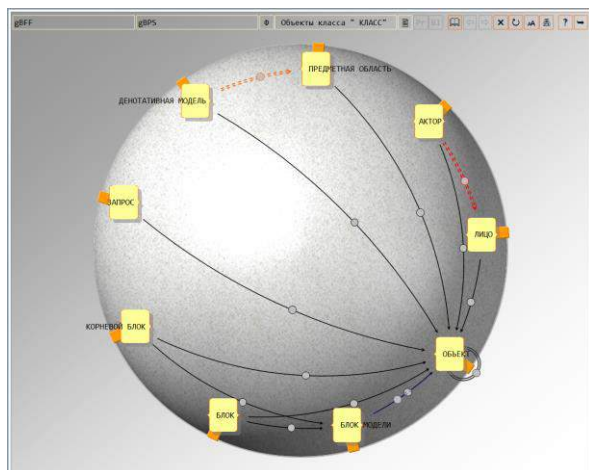 gBFF gBPS Ф Объекты класса " КЛАСС"
ПРЕДМЕТНАЯ ОБЛАСТЬ
ДЕНОТАТИВНАЯ МОДЕЛЬ
АКТОР
ЗАПРОС
ЛИЦО
КОРНЕВОЙ БЛОК
ОБЪЕКТ
БЛОК
БЛОК МОДЕЛИ